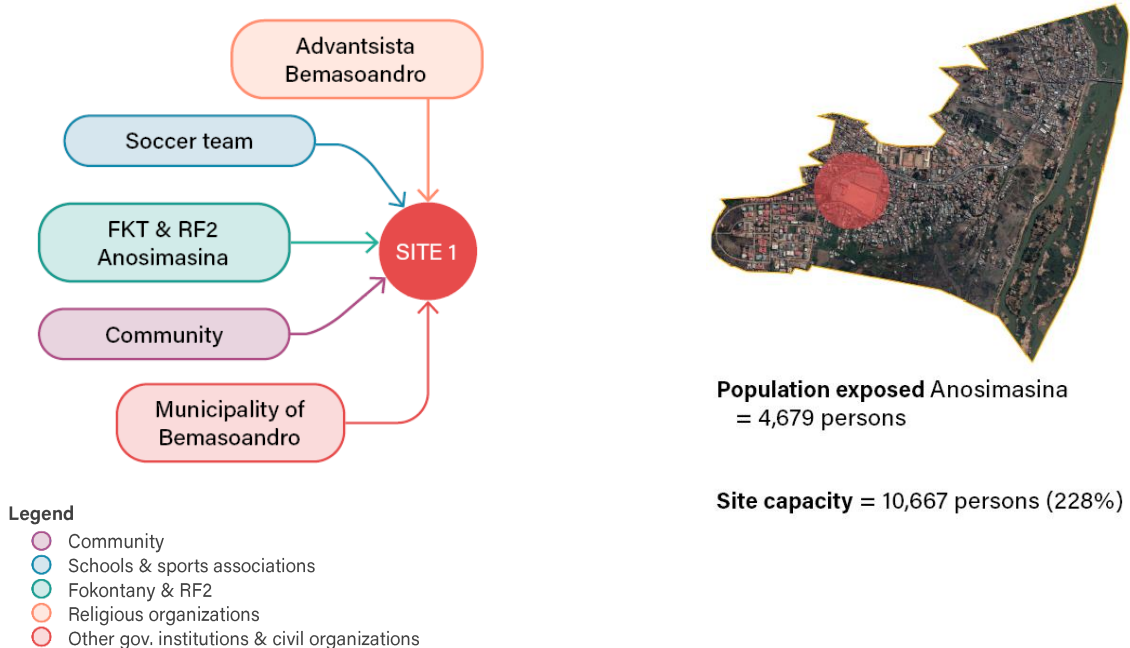 Advantsista
Bemasoandro
Soccer team
FKT & RF2
Anosimasina
SITE 1
Community
Municipality of
Bemasoandro
Population exposed Anosimasina
= 4,679 persons
Site capacity = 10,667 persons (228%)
Legend
Community
Schools & sports associations
Fokontany & RF2
Religious organizations
Other gov. institutions & civil organizations